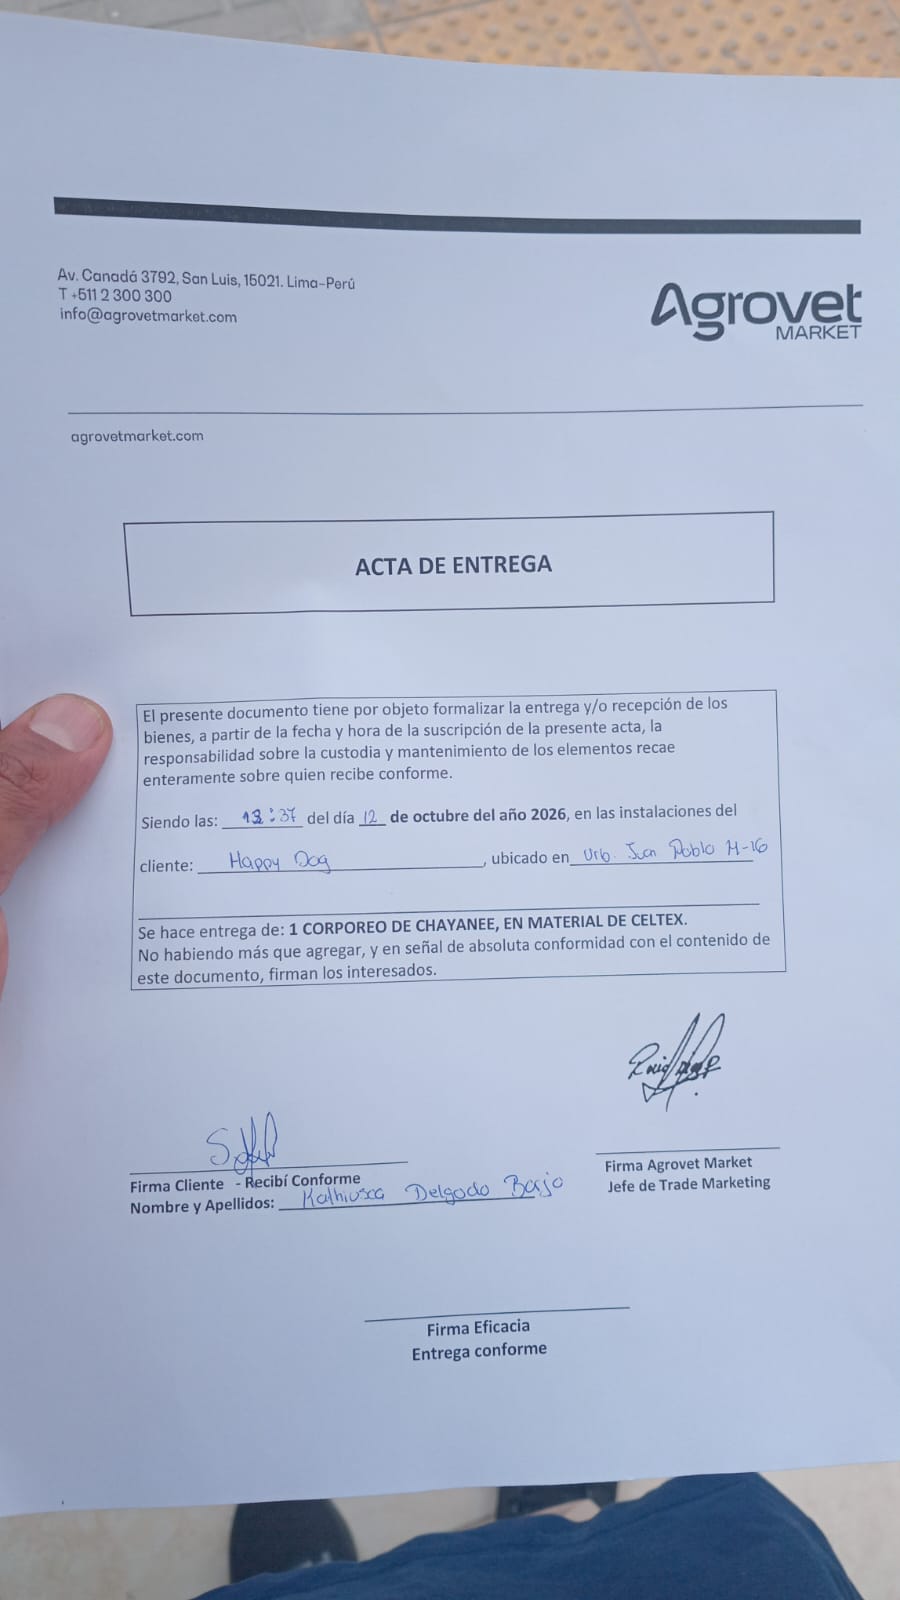 Av. Canadá 3792, San Luis, 15021. Lima-Perú
T +511 2 300 300
info@agrovetmarket.com
Agrovet
MARKET
agrovetmarket.com
ACTA DE ENTREGA
El presente documento tiene por objeto formalizar la entrega y/o recepción de los
bienes, a partir de la fecha y hora de la suscripción de la presente acta, la
responsabilidad sobre la custodia y mantenimiento de los elementos recae
enteramente sobre quien recibe conforme.
Siendo las: 13:37 del día 12 de octubre del año 2026, en las instalaciones del
cliente: Happy Dog, ubicado en Urb. Juan Pablo M-16
Se hace entrega de: 1 CORPOREO DE CHAYANEE, EN MATERIAL DE CELTEX.
No habiendo más que agregar, y en señal de absoluta conformidad con el contenido de
este documento, firman los interesados.
Firma Cliente - Recibí Conforme
Nombre y Apellidos: Kathiusca Delgado
Firma Agrovet Market
Jefe de Trade Marketing
Firma Eficacia
Entrega conforme